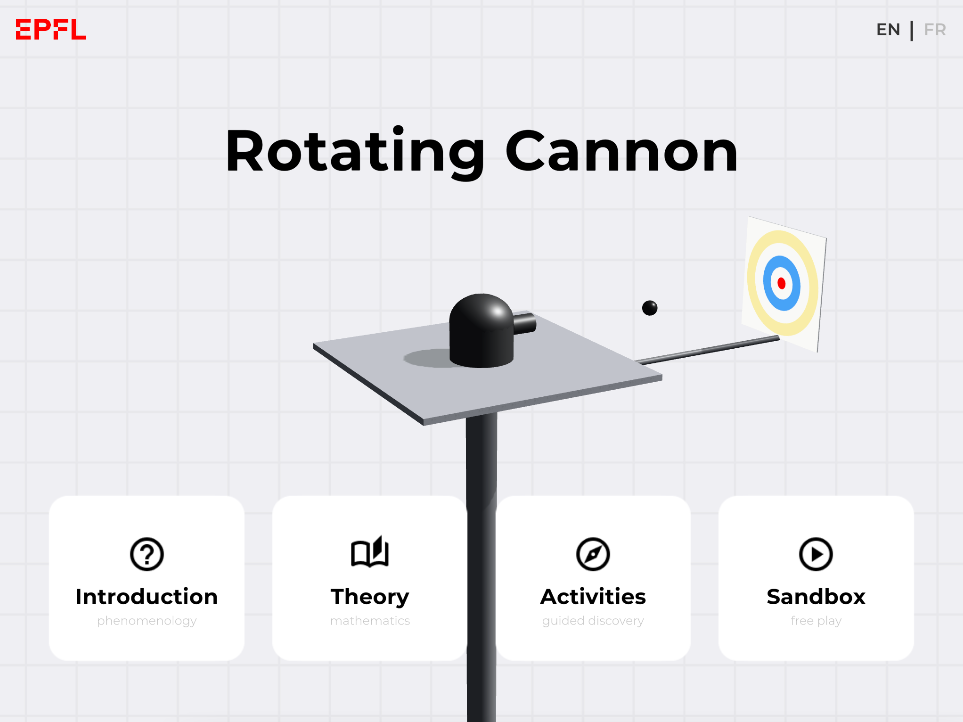 EPFL
EN | FR
Rotating Cannon
Introduction
phenomenology
Theory
mathematics
Activities
guided discovery
Sandbox
free play